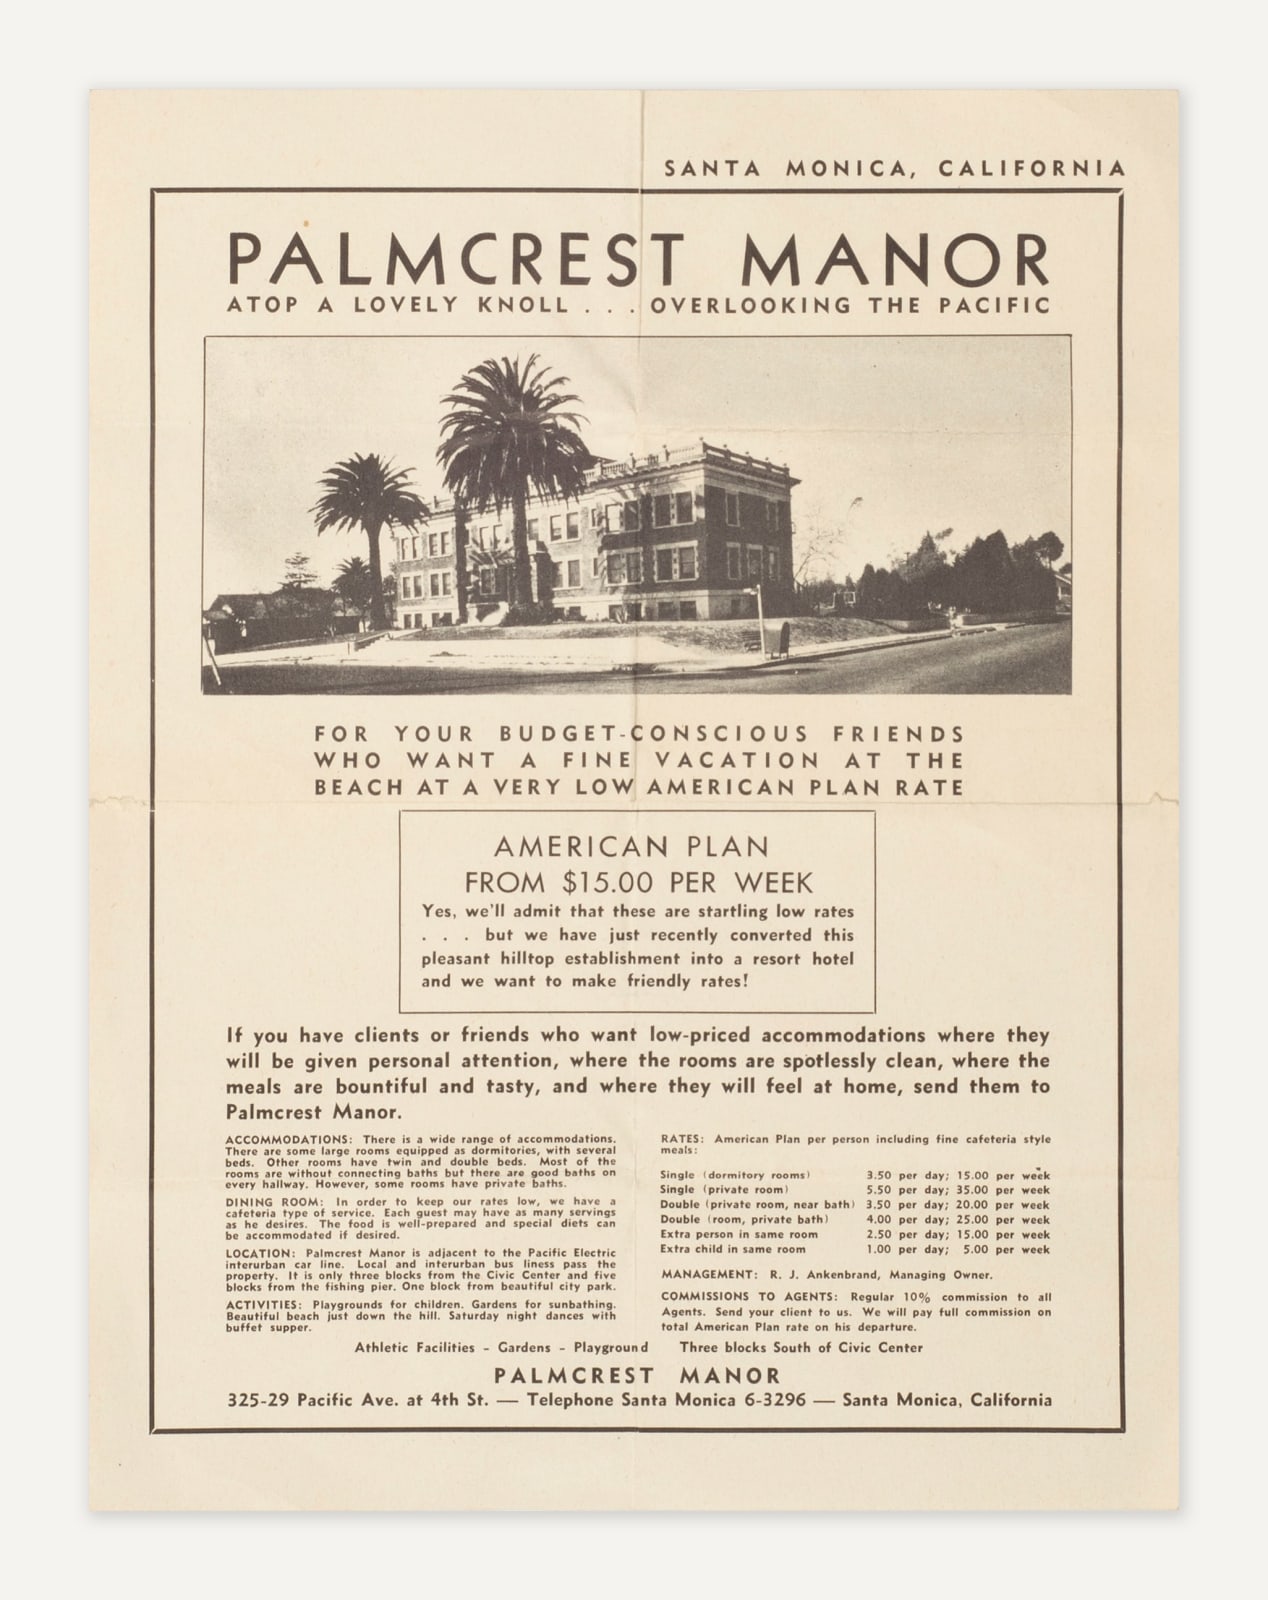 SANTA MONICA, CALIFORNIA
PALMCREST MANOR
ATOP A LOVELY KNOLL . . . OVERLOOKING THE PACIFIC
FOR YOUR BUDGET-CONSCIOUS FRIENDS
WHO WANT A FINE VACATION AT THE
BEACH AT A VERY LOW AMERICAN PLAN RATE
AMERICAN PLAN
FROM $15.00 PER WEEK
Yes, we'll admit that these are startling low rates
. . . but we have just recently converted this
pleasant hilltop establishment into a resort hotel
and we want to make friendly rates!
If you have clients or friends who want low-priced accommodations where they
will be given personal attention, where the rooms are spotlessly clean, where the
meals are bountiful and tasty, and where they will feel at home, send them to
Palmcrest Manor.
ACCOMMODATIONS: There is a wide range of accommodations.
There are some large rooms equipped as dormitories, with several
beds. Other rooms have twin and double beds. Most of the
rooms are without connecting baths but there are good baths on
every hallway. However, some rooms have private baths.
DINING ROOM: In order to keep our rates low, we have a
cafeteria type of service. Each guest may have as many servings
as he desires. The food is well-prepared and special diets can
be accommodated if desired.
LOCATION: Palmcrest Manor is adjacent to the Pacific Electric
interurban car line. Local and interurban bus liness pass the
property. It is only three blocks from the Civic Center and five
blocks from the fishing pier. One block from beautiful city park.
ACTIVITIES: Playgrounds for children. Gardens for sunbathing.
Beautiful beach just down the hill. Saturday night dances with
buffet supper.
RATES: American Plan per person including fine cafeteria style
meals:
Single (dormitory rooms) 3.50 per day; 15.00 per week
Single (private room) 5.50 per day; 35.00 per week
Double (private room, near bath) 3.50 per day; 20.00 per week
Double (room, private bath) 4.00 per day; 25.00 per week
Extra person in same room 2.50 per day; 15.00 per week
Extra child in same room 1.00 per day; 5.00 per week
MANAGEMENT: R. J. Ankenbrand, Managing Owner.
COMMISSIONS TO AGENTS: Regular 10% commission to all
Agents. Send your client to us. We will pay full commission on
total American Plan rate on his departure.
Athletic Facilities - Gardens - Playground Three blocks South of Civic Center
PALMCREST MANOR
325-29 Pacific Ave. at 4th St. — Telephone Santa Monica 6-3296 — Santa Monica, California